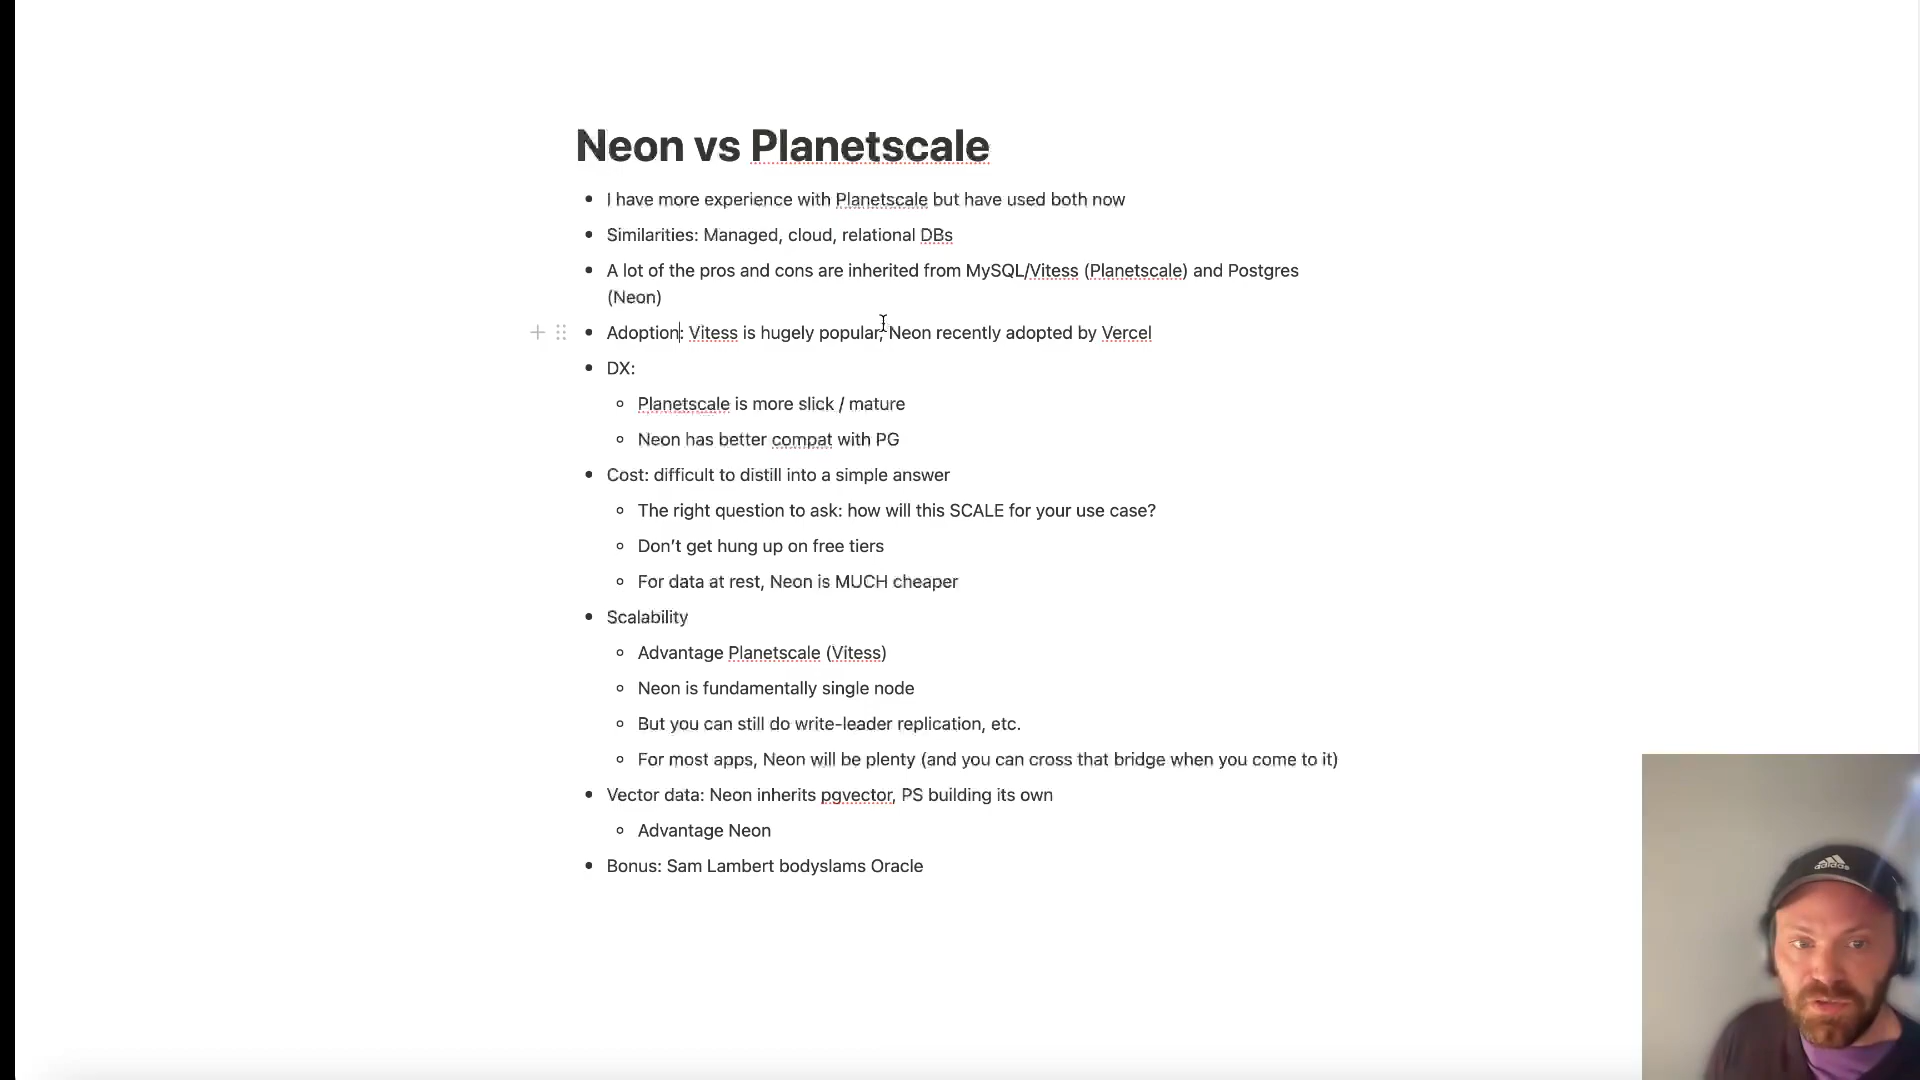 Neon vs Planetscale
I have more experience with Planetscale but have used both now
Similarities: Managed, cloud, relational DBs
A lot of the pros and cons are inherited from MySQL/Vitess (Planetscale) and Postgres
(Neon)
Adoption: Vitess is hugely popular, Neon recently adopted by Vercel
DX:
Planetscale is more slick / mature
Neon has better compat with PG
Cost: difficult to distill into a simple answer
The right question to ask: how will this SCALE for your use case?
Don’t get hung up on free tiers
For data at rest, Neon is MUCH cheaper
Scalability
Advantage Planetscale (Vitess)
Neon is fundamentally single node
But you can still do write-leader replication, etc.
For most apps, Neon will be plenty (and you can cross that bridge when you come to it)
Vector data: Neon inherits pgvector, PS building its own
Advantage Neon
Bonus: Sam Lambert bodyslams Oracle
adidas